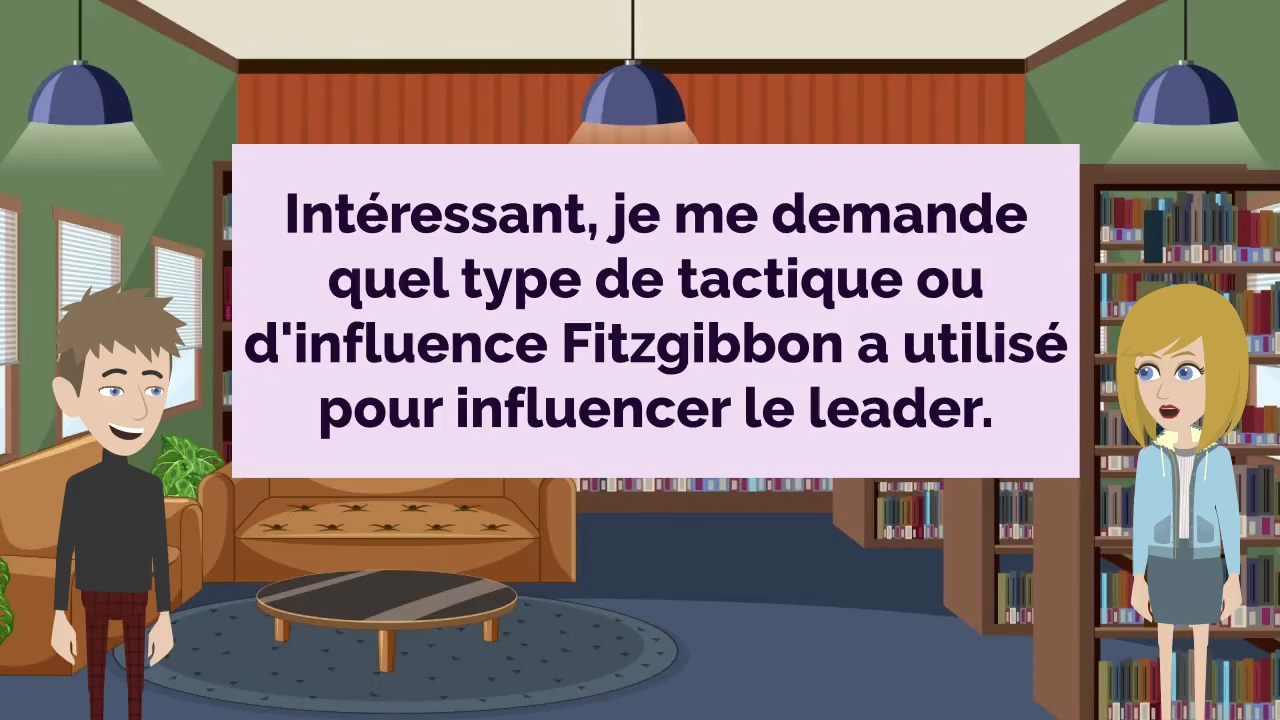 Intéressant, je me demande
quel type de tactique ou
d'influence Fitzgibbon a utilisé
pour influencer le leader.